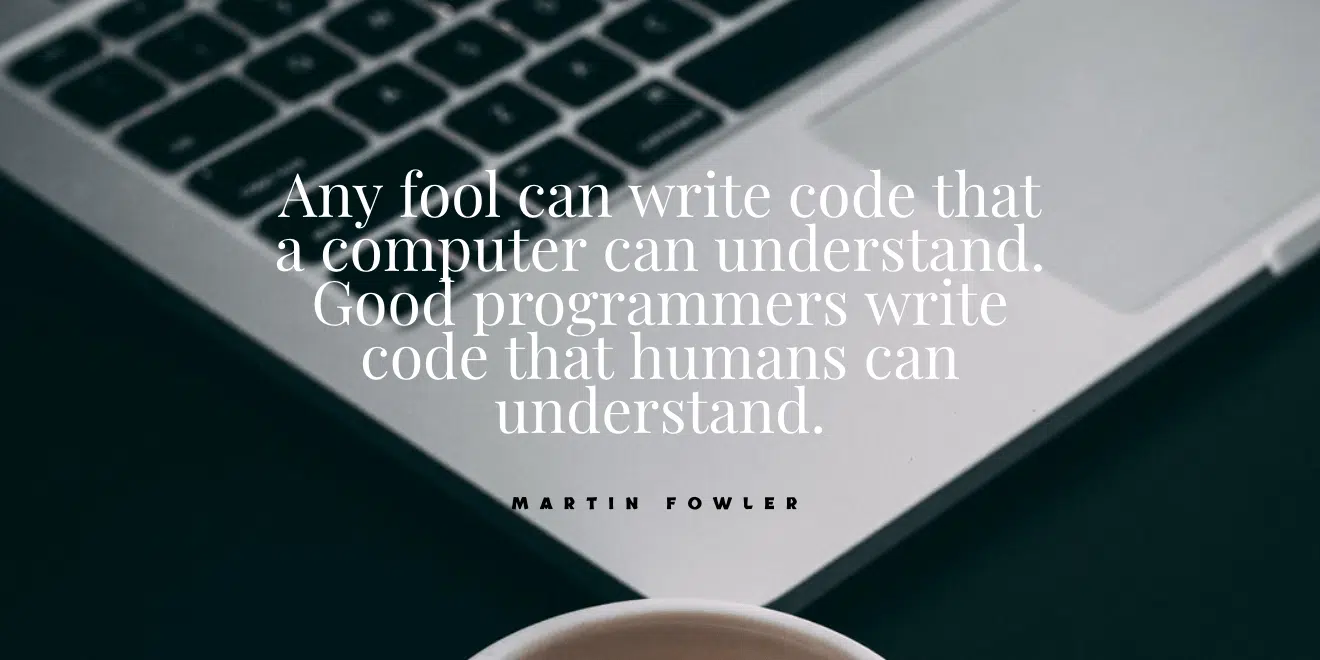 Any fool can write code that
a computer can understand.
Good programmers write
code that humans can
understand.
MARTIN FOWLER